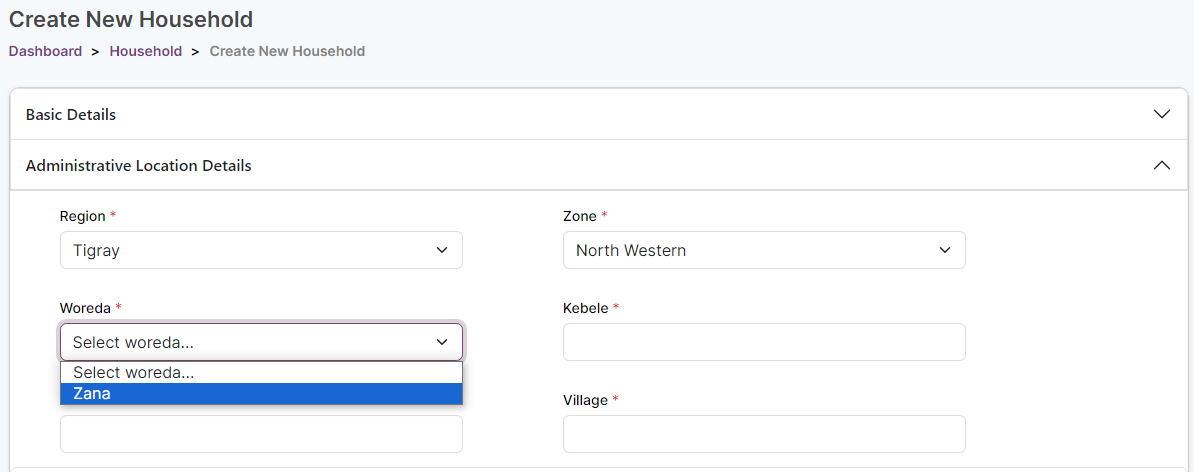 Create New Household
Dashboard > Household > Create New Household
Basic Details
Administrative Location Details
Region *
Zone *
Tigray
North Western
Woreda *
Kebele *
Select woreda...
Select woreda...
Zana
Village *